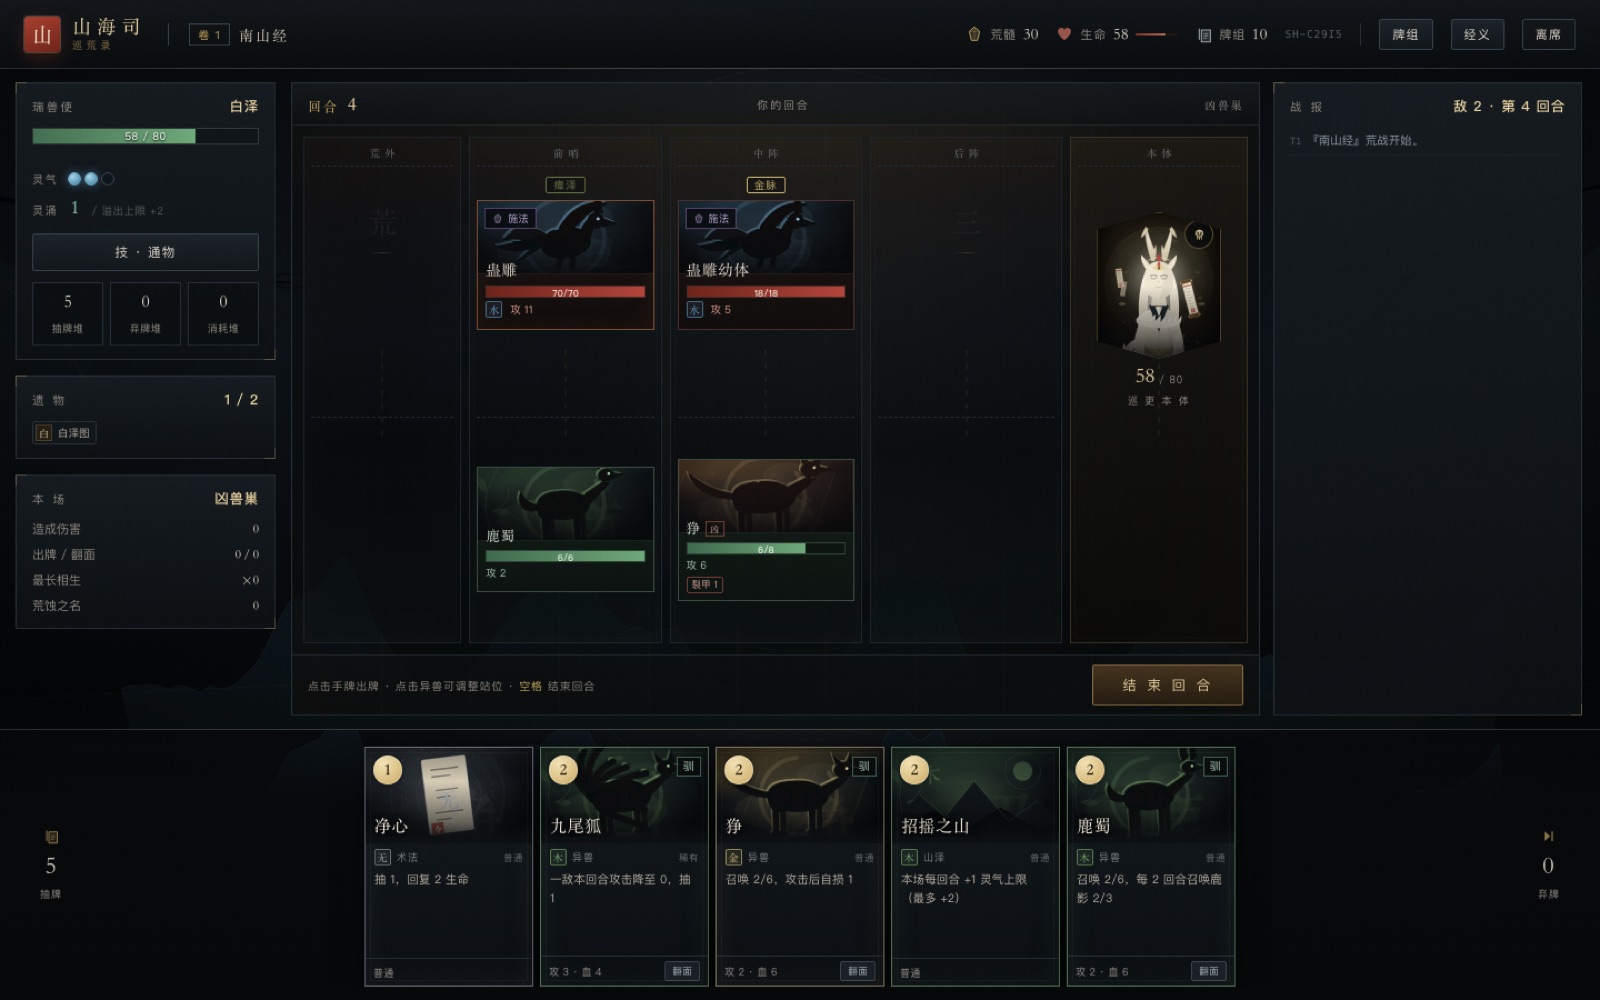 山
山海司
巡荒录
卷 1
南山经
荒髓 30
生命 58
牌组 10
SH-C29I5
牌组
经义
离席
瑞兽使
白泽
58 / 80
灵气
灵涌 1 / 溢出上限 +2
技 · 通物
5
抽牌堆
0
弃牌堆
0
消耗堆
遗物
1 / 2
白
白泽图
本场
凶兽巢
造成伤害 0
出牌 / 翻面 0 / 0
最长相生 ×0
荒蚀之名 0
回合 4
你的回合
凶兽巢
荒外
荒
一
前哨
瘴泽
施法
蛊雕
70/70
水 攻 11
鹿蜀
6/6
攻 2
中阵
金脉
施法
蛊雕幼体
18/18
水 攻 5
狰 凶
6/8
攻 6
裂甲 1
后阵
三
一
本体
58 / 80
巡更本体
点击手牌出牌 · 点击异兽可调整站位 · 空格 结束回合
结束回合
战报
敌 2 · 第 4 回合
T1 『南山经』荒战开始。
5
抽牌
1
净心
无 术法 普通
抽 1，回复 2 生命
普通
2
驯
九尾狐
木 异兽 稀有
一敌本回合攻击降至 0，抽
1
攻 3 · 血 4
翻面
2
驯
狰
金 异兽 普通
召唤 2/6，攻击后自损 1
攻 2 · 血 6
翻面
2
招摇之山
木 山泽 普通
本场每回合 +1 灵气上限
（最多 +2）
普通
2
驯
鹿蜀
木 异兽 普通
召唤 2/6，每 2 回合召唤鹿
影 2/3
攻 2 · 血 6
翻面
0
弃牌